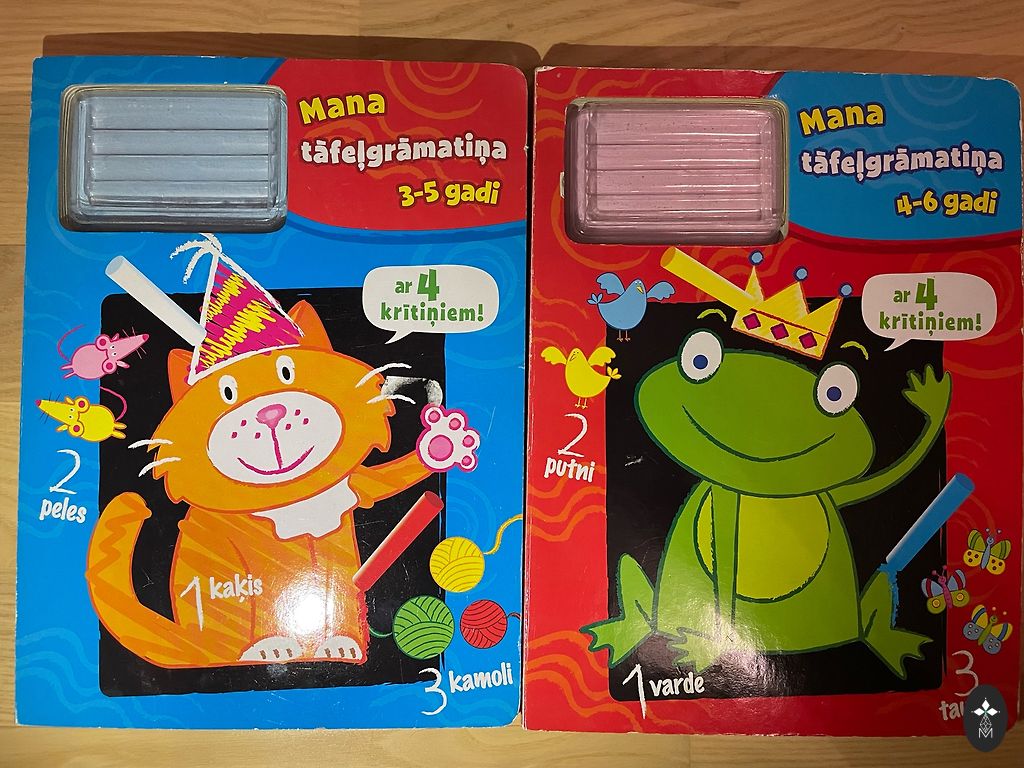 Mana
tāfeļgrāmatiņa
3-5 gadi
ar 4
krītiņiem!
2
peles
1 kaķis
3 kamoli
Mana
tāfeļgrāmatiņa
4-6 gadi
ar 4
krītiņiem!
2
putni
1 varde
3